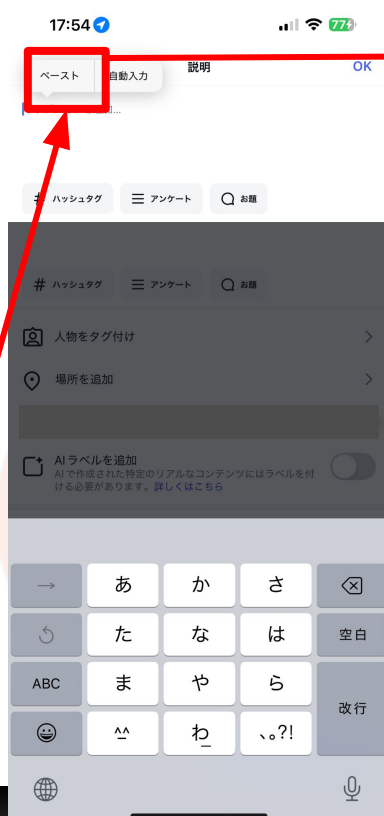 17:54
77
ペースト 自動入力 説明 OK
# ハッシュタグ アンケート お題
# ハッシュタグ アンケート お題
人物をタグ付け
場所を追加
AIラベルを追加
AIで作成された特定のリアルなコンテンツにはラベルを付
ける必要があります。詳しくはこちら
→ あ か さ
た な は 空白
ABC ま や ら
改行
^^ わ 、。?!